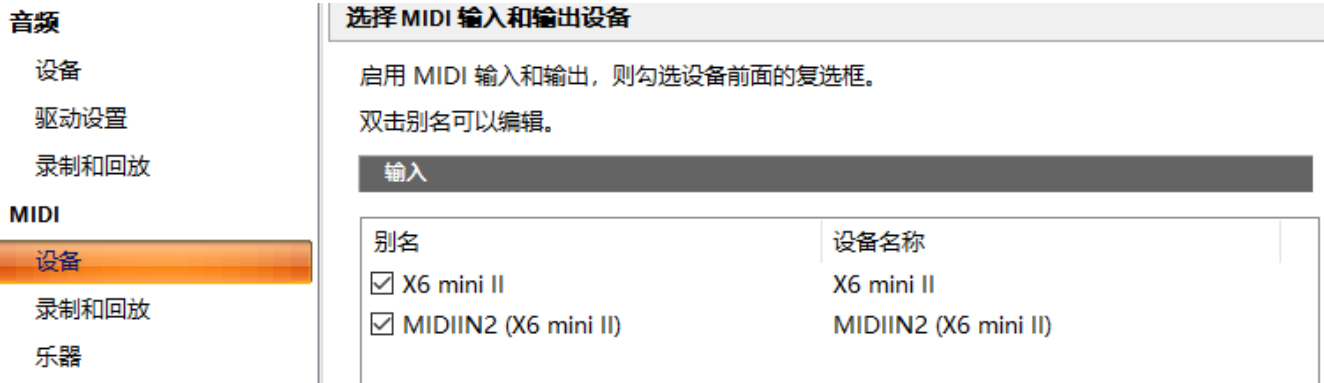 音频
设备
驱动设置
录制和回放
MIDI
设备
录制和回放
乐器
选择 MIDI 输入和输出设备
启用 MIDI 输入和输出，则勾选设备前面的复选框。
双击别名可以编辑。
输入
别名 设备名称
X6 mini II X6 mini II
MIDIIN2 (X6 mini II) MIDIIN2 (X6 mini II)